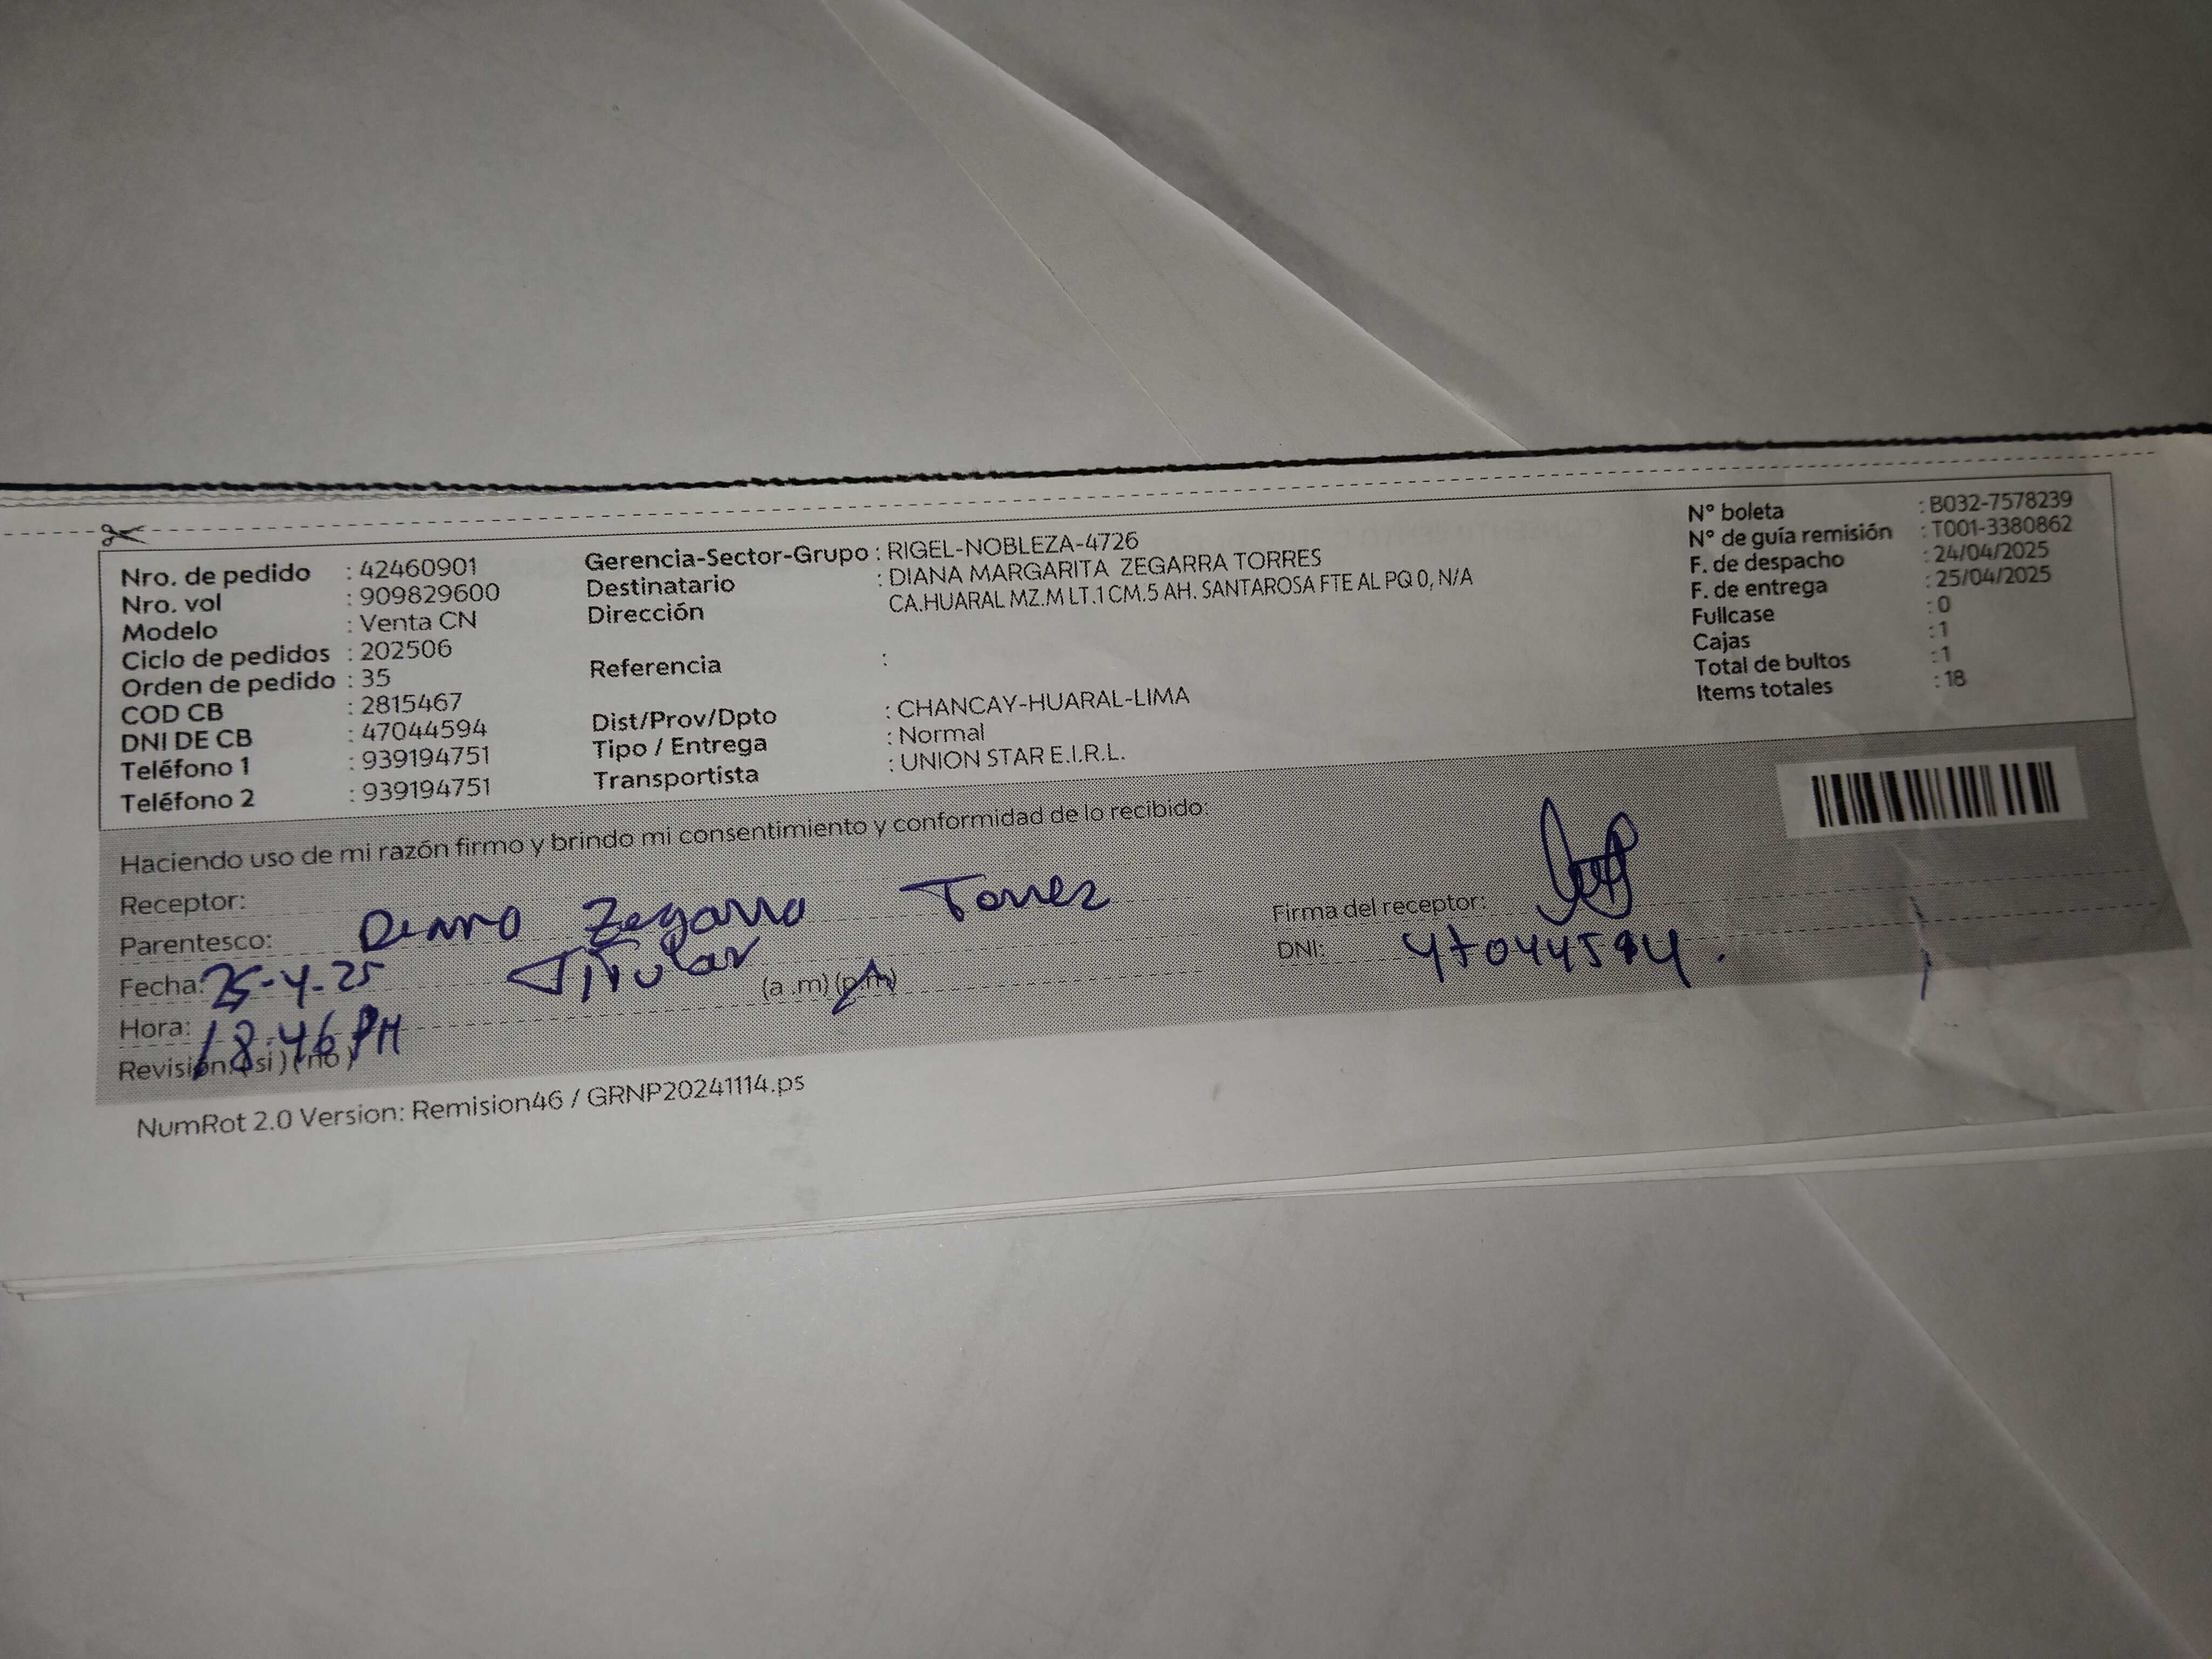 Nro. de pedido : 42460901
Nro. vol : 909829600
Modelo : Venta CN
Ciclo de pedidos : 202506
Orden de pedido : 35
COD CB : 2815467
DNI DE CB : 47044594
Teléfono 1 : 939194751
Teléfono 2 : 939194751
Gerencia-Sector-Grupo : RIGEL-NOBLEZA-4726
Destinatario : DIANA MARGARITA ZEGARRA TORRES
Dirección CA.HUARAL MZ.M LT.1 CM.5 AH. SANTAROSA FTE AL PQ 0, N/A
Referencia :
Dist/Prov/Dpto : CHANCAY-HUARAL-LIMA
Tipo / Entrega : Normal
Transportista : UNION STAR E.I.R.L.
N° boleta : B032-7578239
N° de guía remisión : T001-3380862
F. de despacho : 24/04/2025
F. de entrega : 25/04/2025
Fullcase : 0
Cajas : 1
Total de bultos : 1
Items totales : 18
Haciendo uso de mi razón firmo y brindo mi consentimiento y conformidad de lo recibido:
Receptor: Diana Zegarra Torres
Parentesco: Titular
Fecha: 25-4-25
Hora: 18:46 PM (a .m) (p.m)
Revisión: ( si ) ( no )
Firma del receptor:
DNI: 47044594.
NumRot 2.0 Version: Remision46 / GRNP20241114.ps